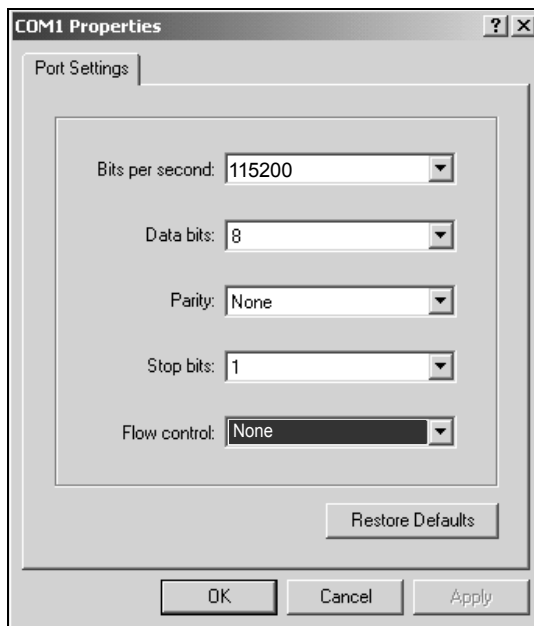 COM1 Properties
Port Settings
Bits per second: 115200
Data bits: 8
Parity: None
Stop bits: 1
Flow control: None
Restore Defaults
OK Cancel Apply